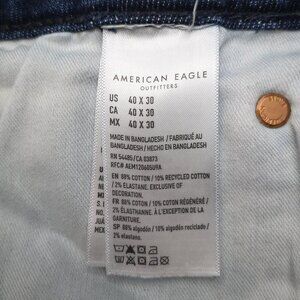 AMERICAN EAGLE
OUTFITTERS
US 40 X 30
CA 40 X 30
MX 40 X 30
MADE IN BANGLADESH / FABRIQUÉ AU
BANGLADESH / HECHO EN BANGLADESH
RN 54485/CA 03873
RFC# AEM120605URA
EN 88% COTTON / 10% RECYCLED COTTON
/ 2% ELASTANE. EXCLUSIVE OF
DECORATION.
FR 88% COTON / 10% COTON RÉGÉNÉRÉ /
2% ÉLASTHANNE. À L'EXCEPTION DE LA
GARNITURE.
SP 88% algodón / 10% algodón reciclado /
2% elastano.